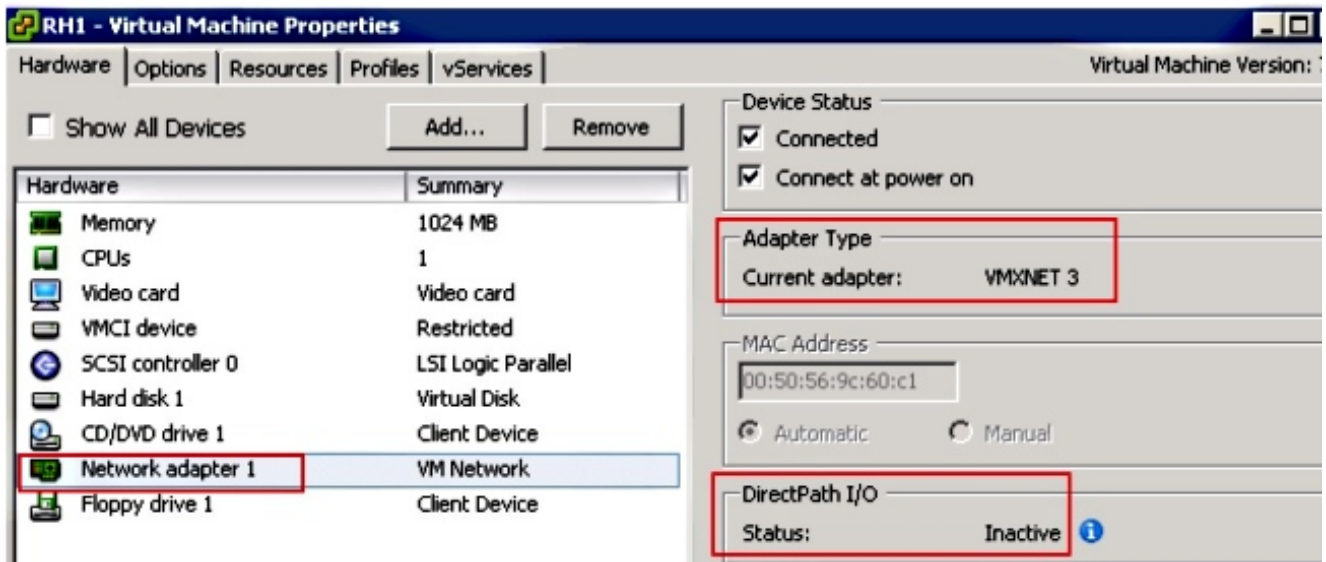 RH1 - Virtual Machine Properties
Hardware Options Resources Profiles vServices
Virtual Machine Version:
Show All Devices
Add...
Remove
Hardware Summary
Memory 1024 MB
CPUs 1
Video card Video card
VMCI device Restricted
SCSI controller 0 LSI Logic Parallel
Hard disk 1 Virtual Disk
CD/DVD drive 1 Client Device
Network adapter 1 VM Network
Floppy drive 1 Client Device
Device Status
Connected
Connect at power on
Adapter Type
Current adapter: VMXNET 3
MAC Address
00:50:56:9c:60:c1
Automatic Manual
DirectPath I/O
Status: Inactive